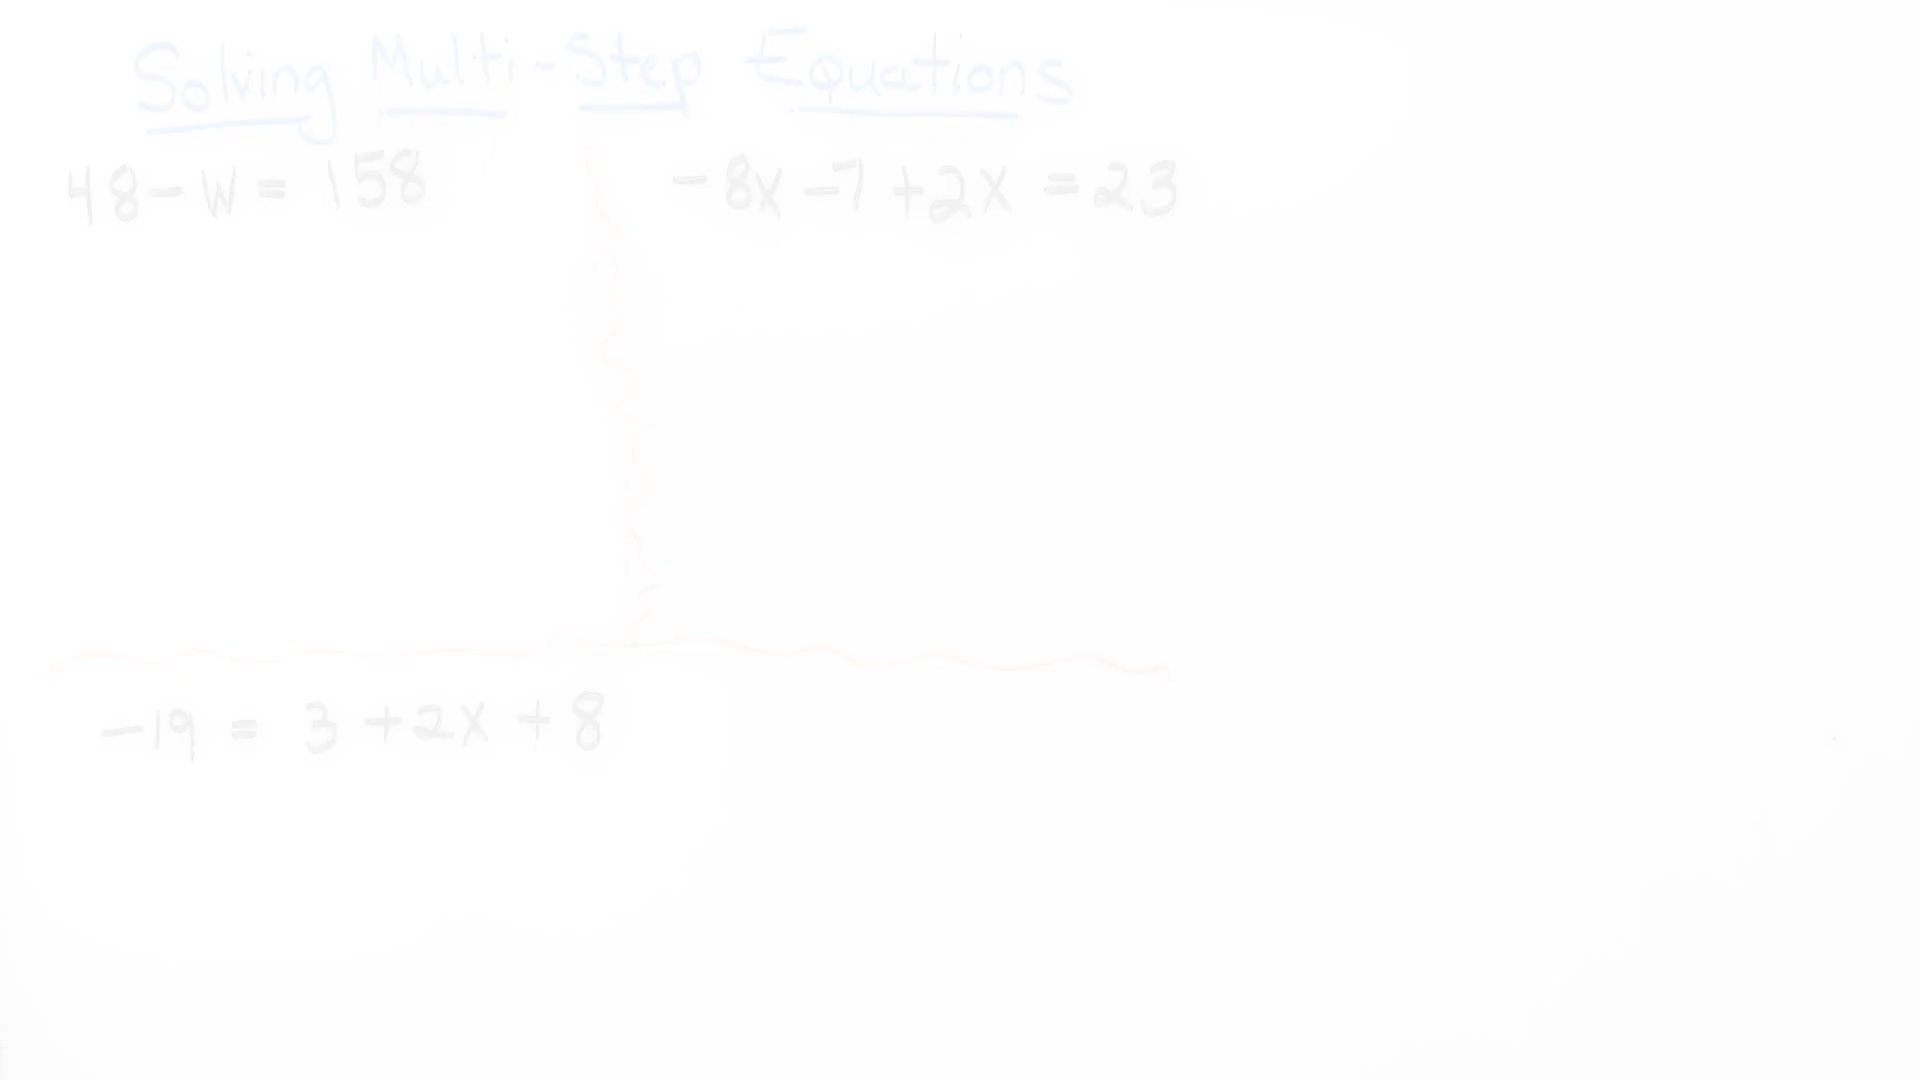 Solving Multi-Step Equations
48 - w = 158
-8x - 7 + 2x = 23
-19 = 3 + 2x + 8